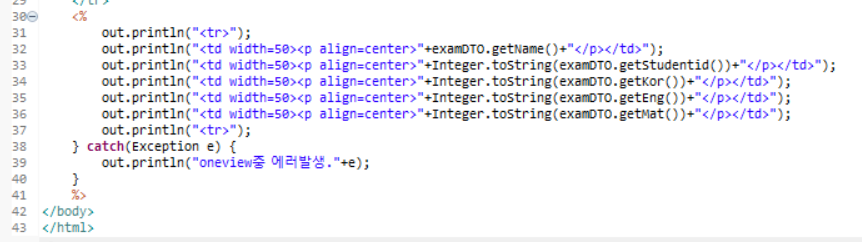 29 </tr>
30 <%
31 out.println("<tr>");
32 out.println("<td width=50><p align=center>"+examDTO.getName()+"</p></td>");
33 out.println("<td width=50><p align=center>"+Integer.toString(examDTO.getStudentid())+"</p></td>");
34 out.println("<td width=50><p align=center>"+Integer.toString(examDTO.getKor())+"</p></td>");
35 out.println("<td width=50><p align=center>"+Integer.toString(examDTO.getEng())+"</p></td>");
36 out.println("<td width=50><p align=center>"+Integer.toString(examDTO.getMat())+"</p></td>");
37 out.println("<tr>");
38 } catch(Exception e) {
39 out.println("oneview중 에러발생."+e);
40 }
41 %>
42 </body>
43 </html>